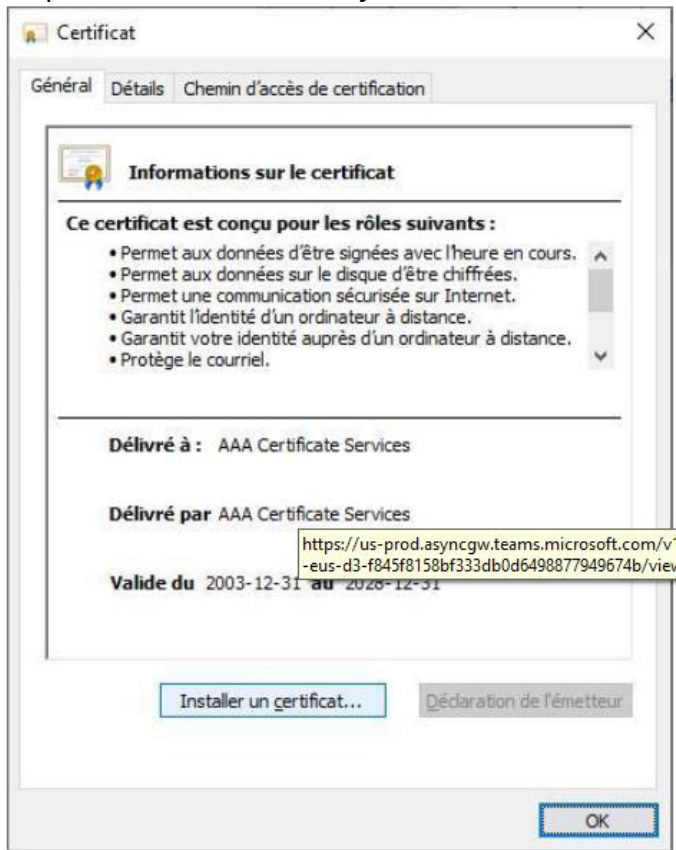 Certificat
Général Détails Chemin d'accès de certification
Informations sur le certificat
Ce certificat est conçu pour les rôles suivants :
• Permet aux données d'être signées avec l'heure en cours.
• Permet aux données sur le disque d'être chiffrées.
• Permet une communication sécurisée sur Internet.
• Garantit l'identité d'un ordinateur à distance.
• Garantit votre identité auprès d'un ordinateur à distance.
• Protège le courriel.
Délivré à : AAA Certificate Services
Délivré par AAA Certificate Services
https://us-prod.asyncgw.teams.microsoft.com/v1
-eus-d3-f845f8158bf333db0d6498877949674b/view
Valide du 2003-12-31 au 2028-12-31
Installer un certificat... Déclaration de l'émetteur
OK